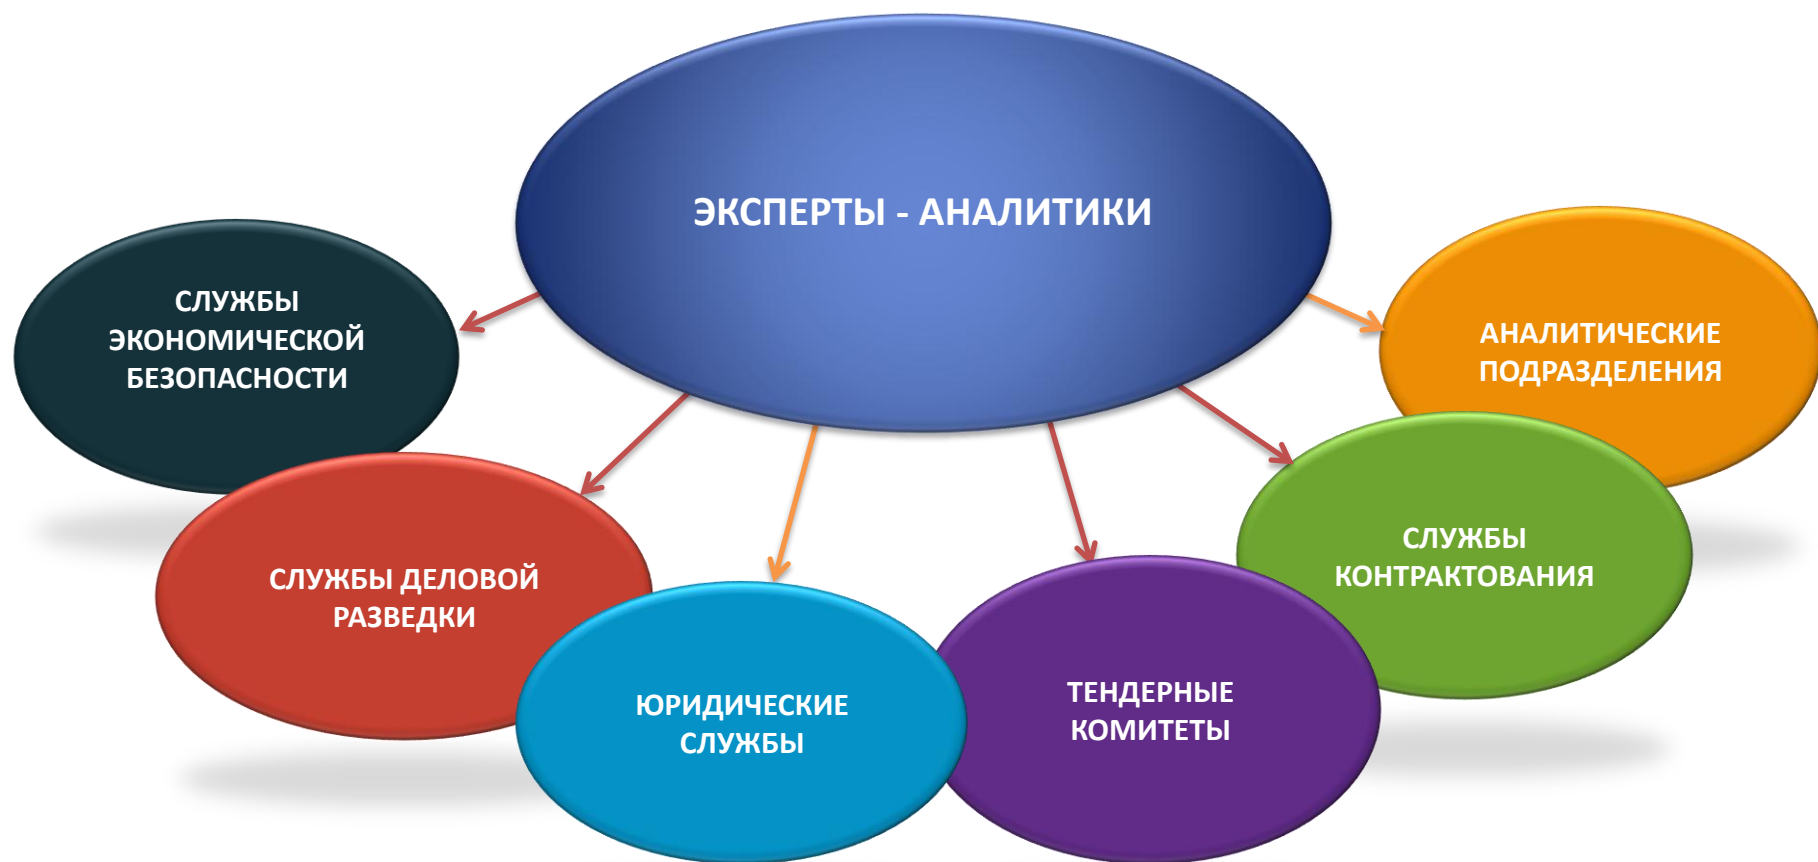 ЭКСПЕРТЫ - АНАЛИТИКИ
СЛУЖБЫ
ЭКОНОМИЧЕСКОЙ
БЕЗОПАСНОСТИ
СЛУЖБЫ ДЕЛОВОЙ
РАЗВЕДКИ
ЮРИДИЧЕСКИЕ
СЛУЖБЫ
ТЕНДЕРНЫЕ
КОМИТЕТЫ
СЛУЖБЫ
КОНТРАКТОВАНИЯ
АНАЛИТИЧЕСКИЕ
ПОДРАЗДЕЛЕНИЯ